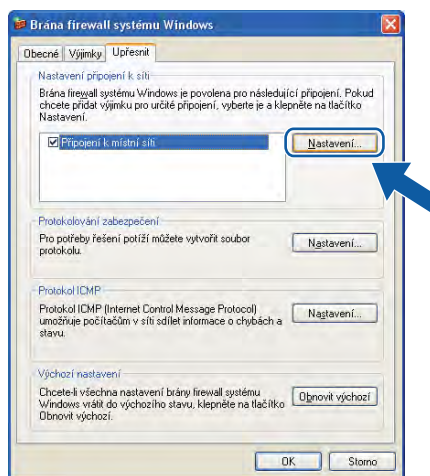 Brána firewall systému Windows
Obecné Výjimky Upřesnit
Nastavení připojení k síti
Brána firewall systému Windows je povolena pro následující připojení. Pokud
chcete přidat výjimku pro určité připojení, vyberte je a klepněte na tlačítko
Nastavení.
Připojení k místní síti
Nastavení...
Protokolování zabezpečení
Pro potřeby řešení potíží můžete vytvořit soubor
protokolu.
Nastavení...
Protokol ICMP
Protokol ICMP (Internet Control Message Protocol)
umožňuje počítačům v síti sdílet informace o chybách a
stavu.
Nastavení...
Výchozí nastavení
Chcete-li všechna nastavení brány firewall systému
Windows vrátit do výchozího stavu, klepněte na tlačítko
Obnovit výchozí.
Obnovit výchozí
OK Storno